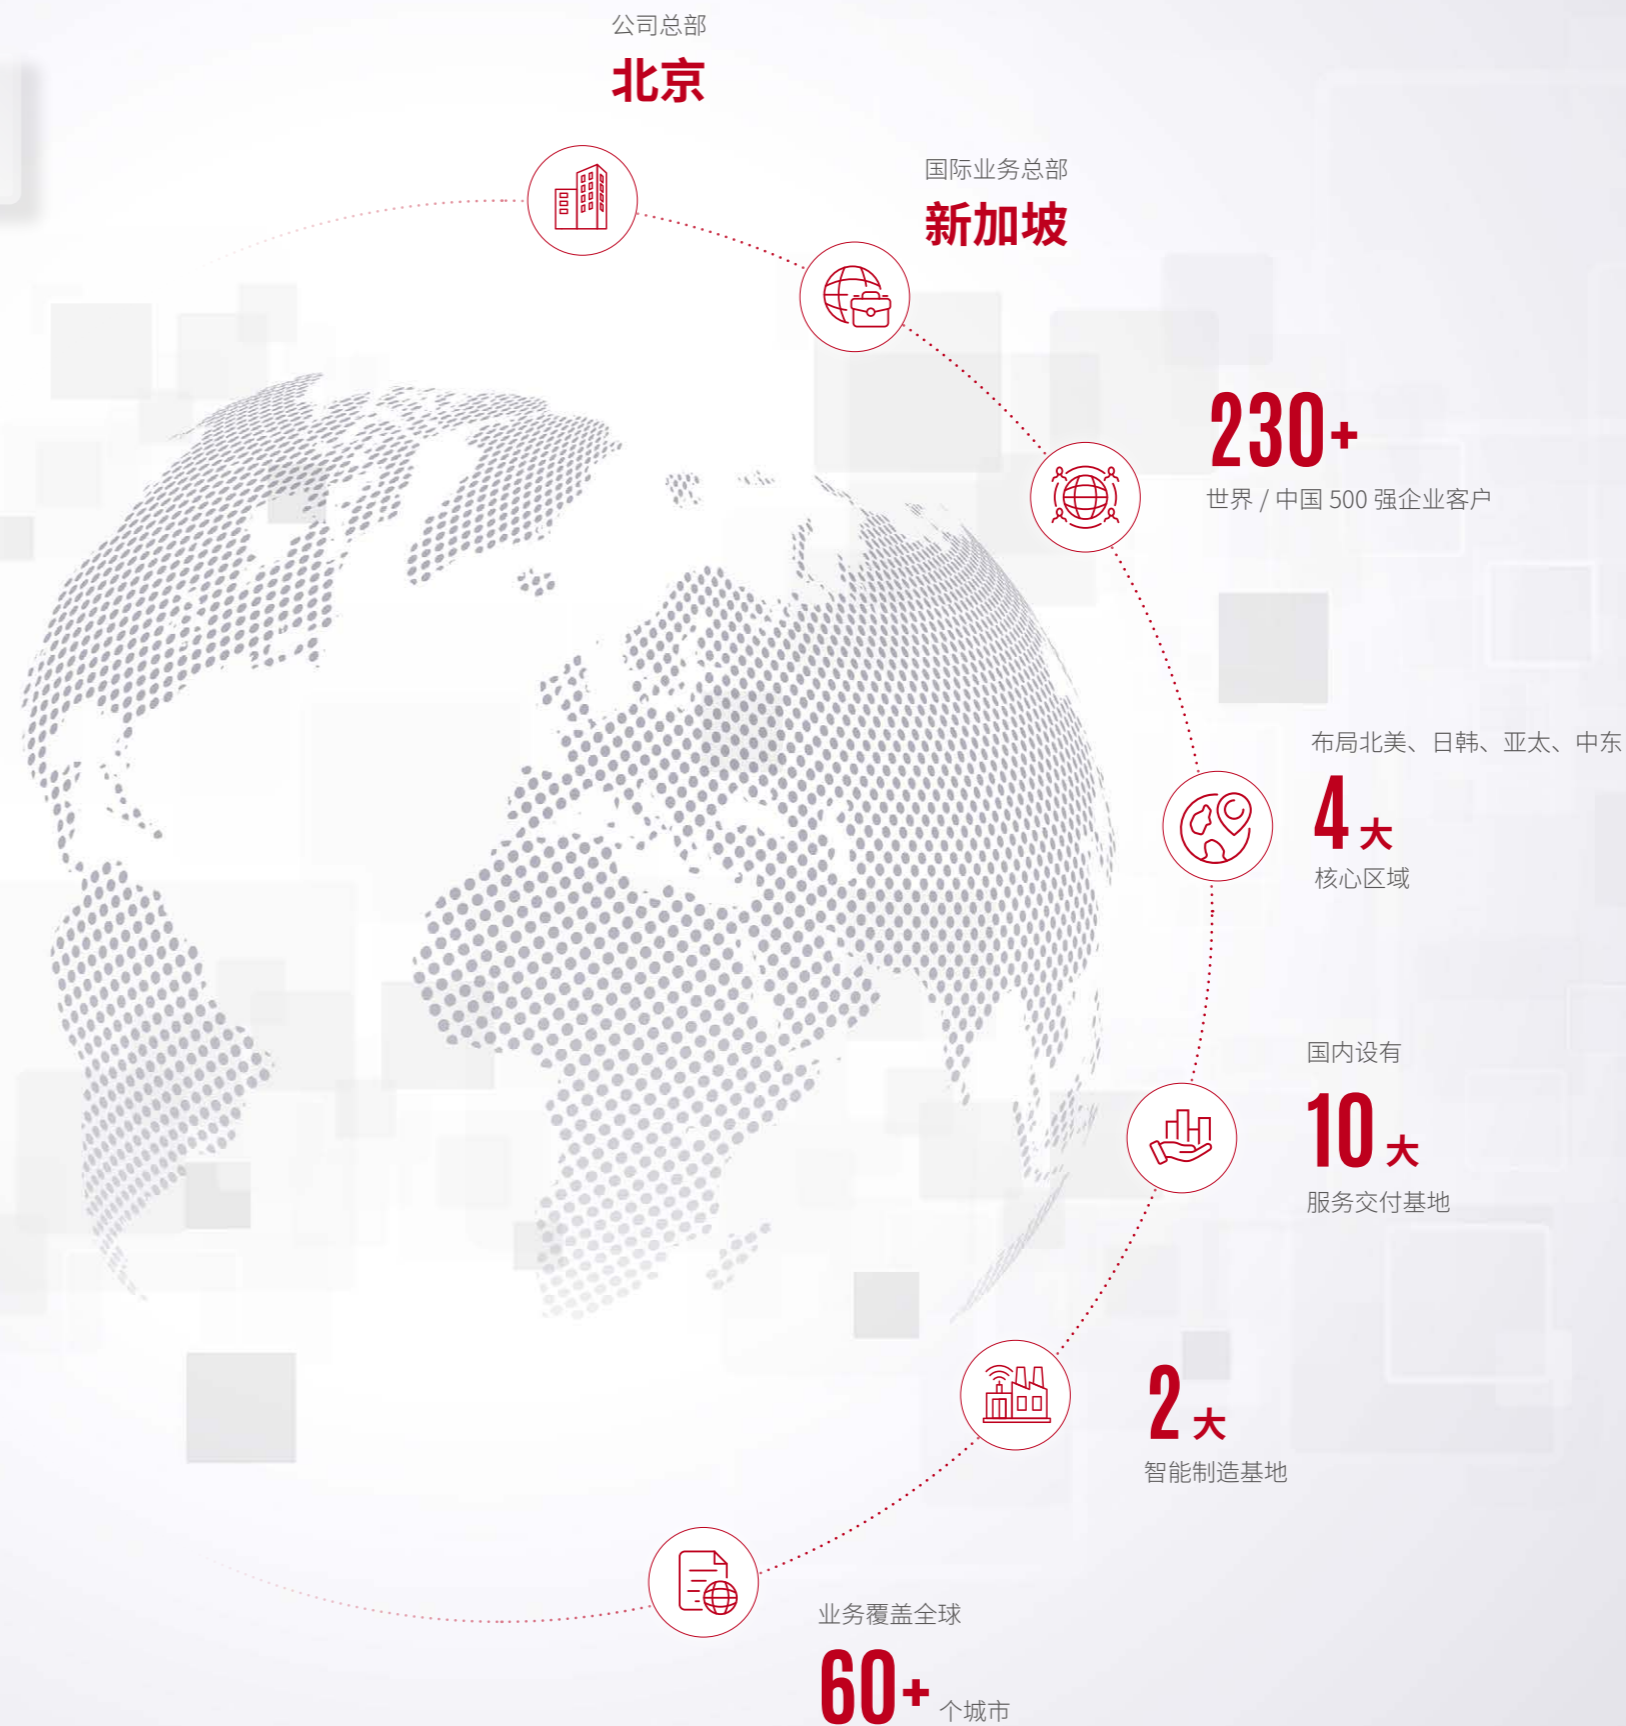 公司总部
北京
国际业务总部
新加坡
230+
世界 / 中国 500 强企业客户
布局北美、日韩、亚太、中东
4 大
核心区域
国内设有
10 大
服务交付基地
2 大
智能制造基地
业务覆盖全球
60+ 个城市